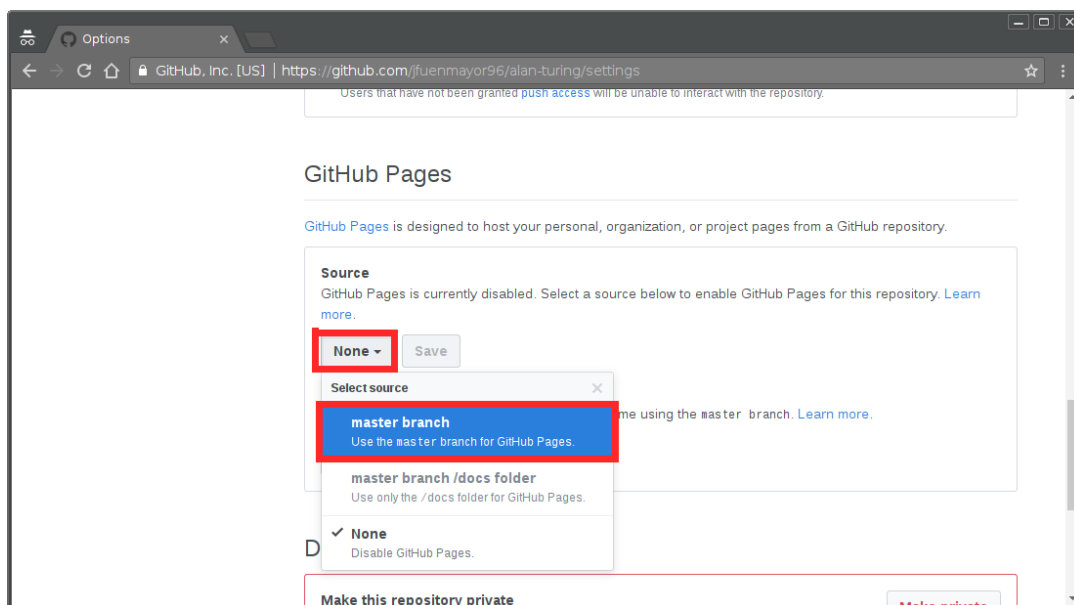 Options
GitHub, Inc. [US] | https://github.com/jfuenmayor96/alan-turing/settings
Users that have not been granted push access will be unable to interact with the repository.
GitHub Pages
GitHub Pages is designed to host your personal, organization, or project pages from a GitHub repository.
Source
GitHub Pages is currently disabled. Select a source below to enable GitHub Pages for this repository. Learn
more.
None Save
Select source
master branch
me using the master branch. Learn more.
Use the master branch for GitHub Pages.
master branch /docs folder
Use only the /docs folder for GitHub Pages.
None
D
Disable GitHub Pages.
Make this repository private
Make private